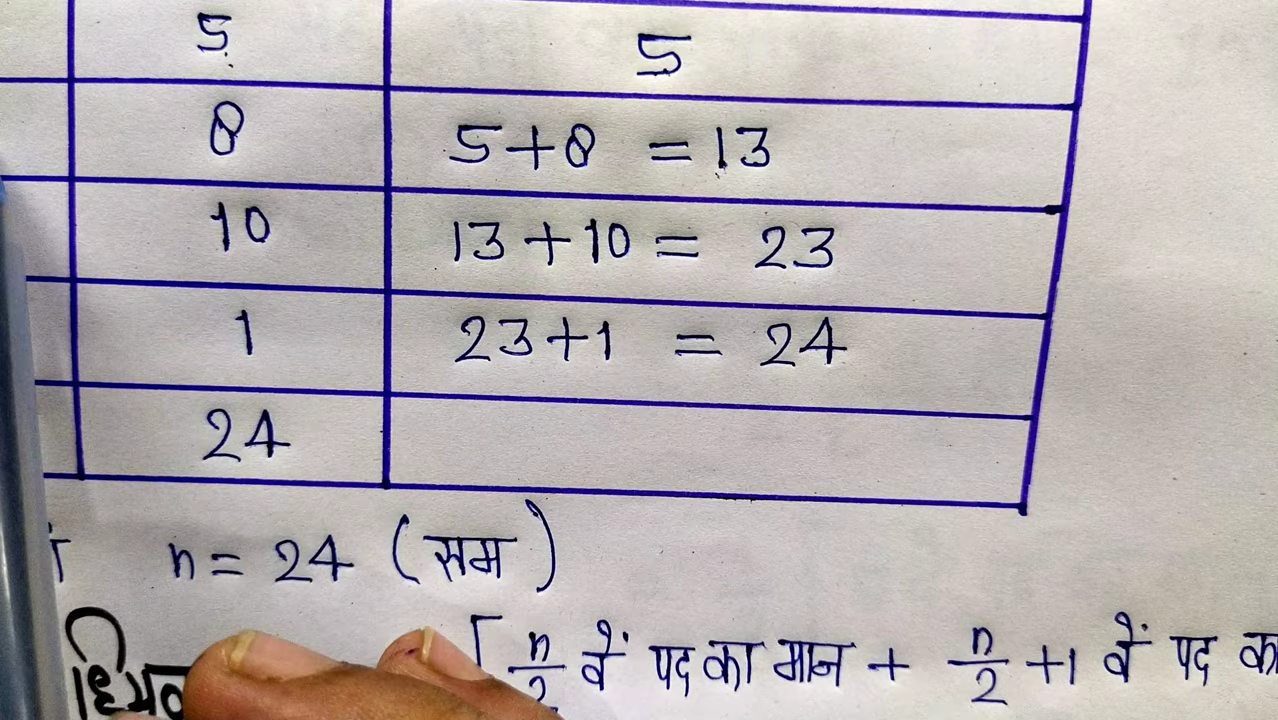 5 5
8 5+8 = 13
10 13+10 = 23
1 23+1 = 24
24
n = 24 (सम)
[ n/2 वें पद का मान + n/2 +1 वें पद